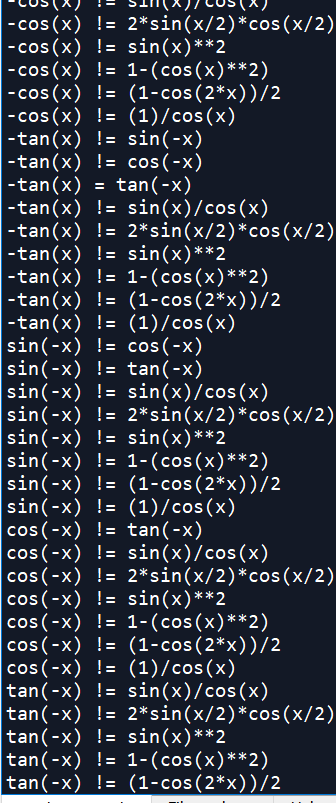 -cos(x) != sin(x)/cos(x)
-cos(x) != 2*sin(x/2)*cos(x/2)
-cos(x) != sin(x)**2
-cos(x) != 1-(cos(x)**2)
-cos(x) != (1-cos(2*x))/2
-cos(x) != (1)/cos(x)
-tan(x) != sin(-x)
-tan(x) != cos(-x)
-tan(x) = tan(-x)
-tan(x) != sin(x)/cos(x)
-tan(x) != 2*sin(x/2)*cos(x/2)
-tan(x) != sin(x)**2
-tan(x) != 1-(cos(x)**2)
-tan(x) != (1-cos(2*x))/2
-tan(x) != (1)/cos(x)
sin(-x) != cos(-x)
sin(-x) != tan(-x)
sin(-x) != sin(x)/cos(x)
sin(-x) != 2*sin(x/2)*cos(x/2)
sin(-x) != sin(x)**2
sin(-x) != 1-(cos(x)**2)
sin(-x) != (1-cos(2*x))/2
sin(-x) != (1)/cos(x)
cos(-x) != tan(-x)
cos(-x) != sin(x)/cos(x)
cos(-x) != 2*sin(x/2)*cos(x/2)
cos(-x) != sin(x)**2
cos(-x) != 1-(cos(x)**2)
cos(-x) != (1-cos(2*x))/2
cos(-x) != (1)/cos(x)
tan(-x) != sin(x)/cos(x)
tan(-x) != 2*sin(x/2)*cos(x/2)
tan(-x) != sin(x)**2
tan(-x) != 1-(cos(x)**2)
tan(-x) != (1-cos(2*x))/2